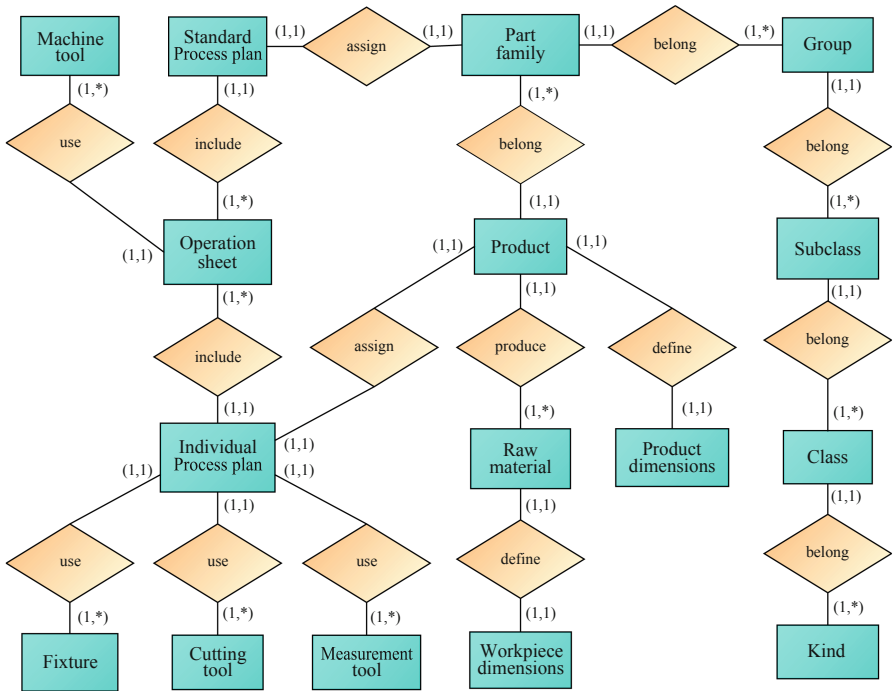 Machine
tool
Standard
Process plan
(1,1)
assign
(1,1)
Part
family
(1,1)
belong
(1,*)
Group
(1,*)
(1,1)
(1,*)
(1,1)
use
include
belong
belong
(1,*)
(1,1)
(1,*)
(1,1)
Operation
sheet
(1,1)
Product
(1,1)
Subclass
(1,*)
(1,1)
(1,1)
include
assign
produce
define
belong
(1,1)
(1,*)
(1,1)
(1,*)
(1,1)
Individual
Process plan
Raw
material
Product
dimensions
Class
(1,1)
(1,1)
(1,1)
(1,1)
(1,1)
use
use
use
define
belong
(1,*)
(1,*)
(1,*)
(1,1)
(1,*)
Fixture
Cutting
tool
Measurement
tool
Workpiece
dimensions
Kind